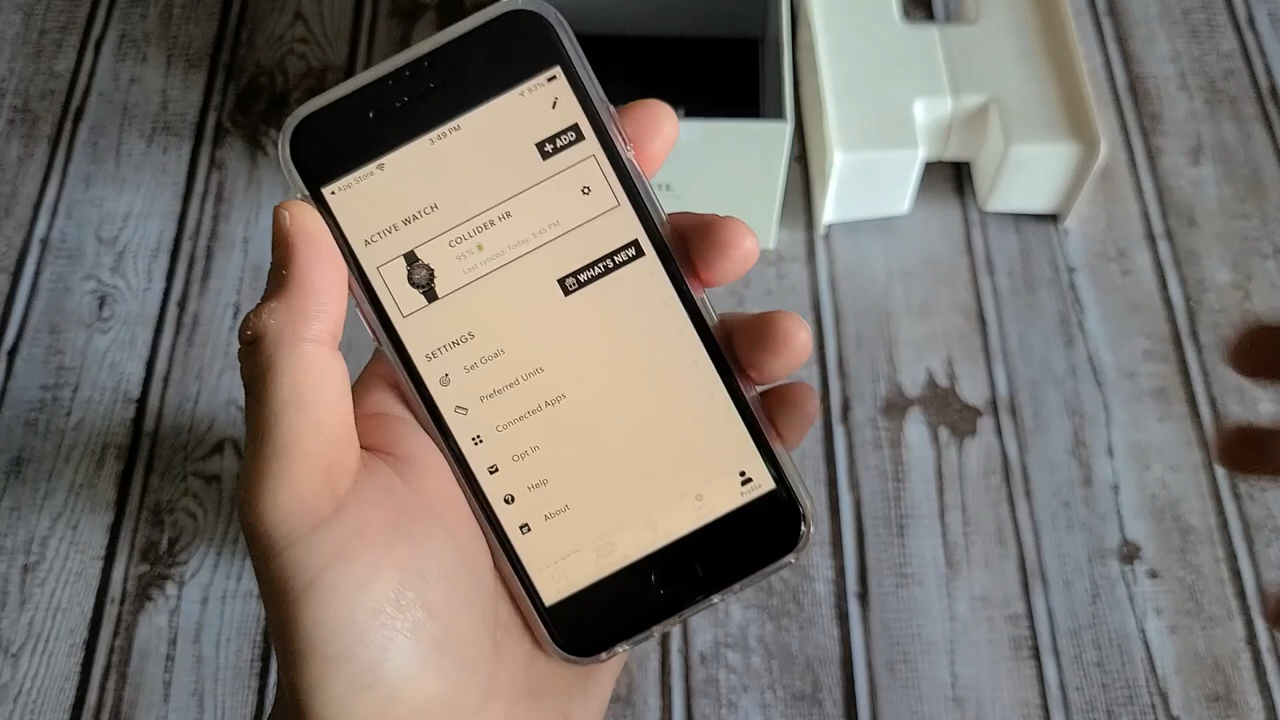 App Store
3:49 PM
83%
+ ADD
ACTIVE WATCH
COLLIDER HR
95%
Last synced: Today, 3:45 PM
WHAT'S NEW
SETTINGS
Set Goals
Preferred Units
Connected Apps
Opt In
Help
About
Profile